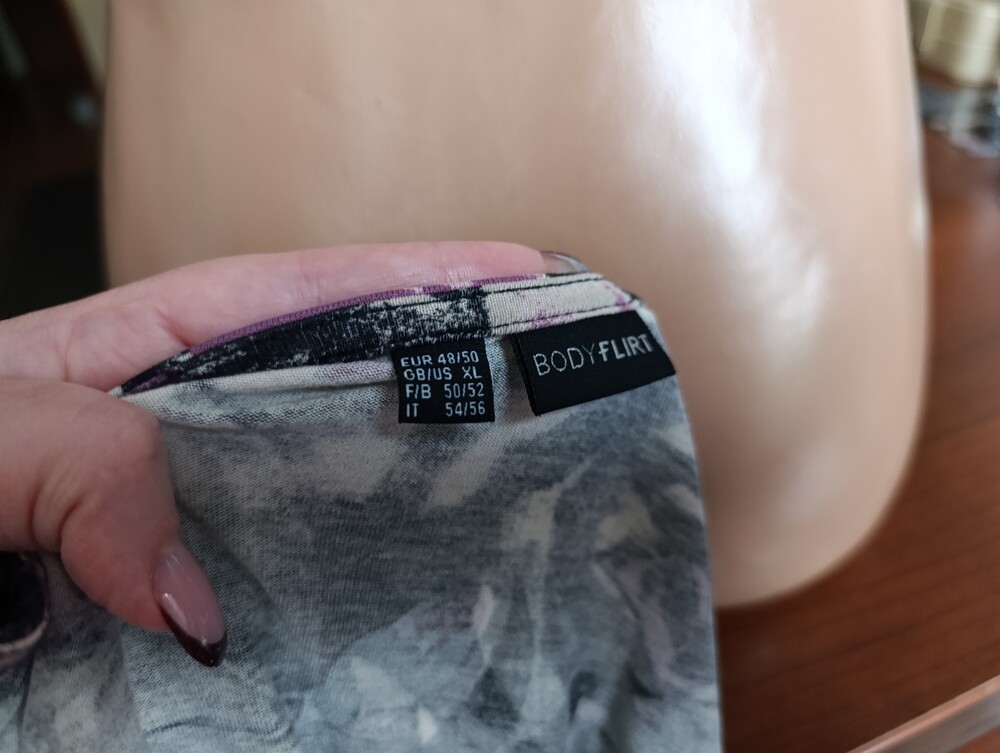 EUR 48/50
GB/US XL
F/B 50/52
IT 54/56
BODYFLIRT